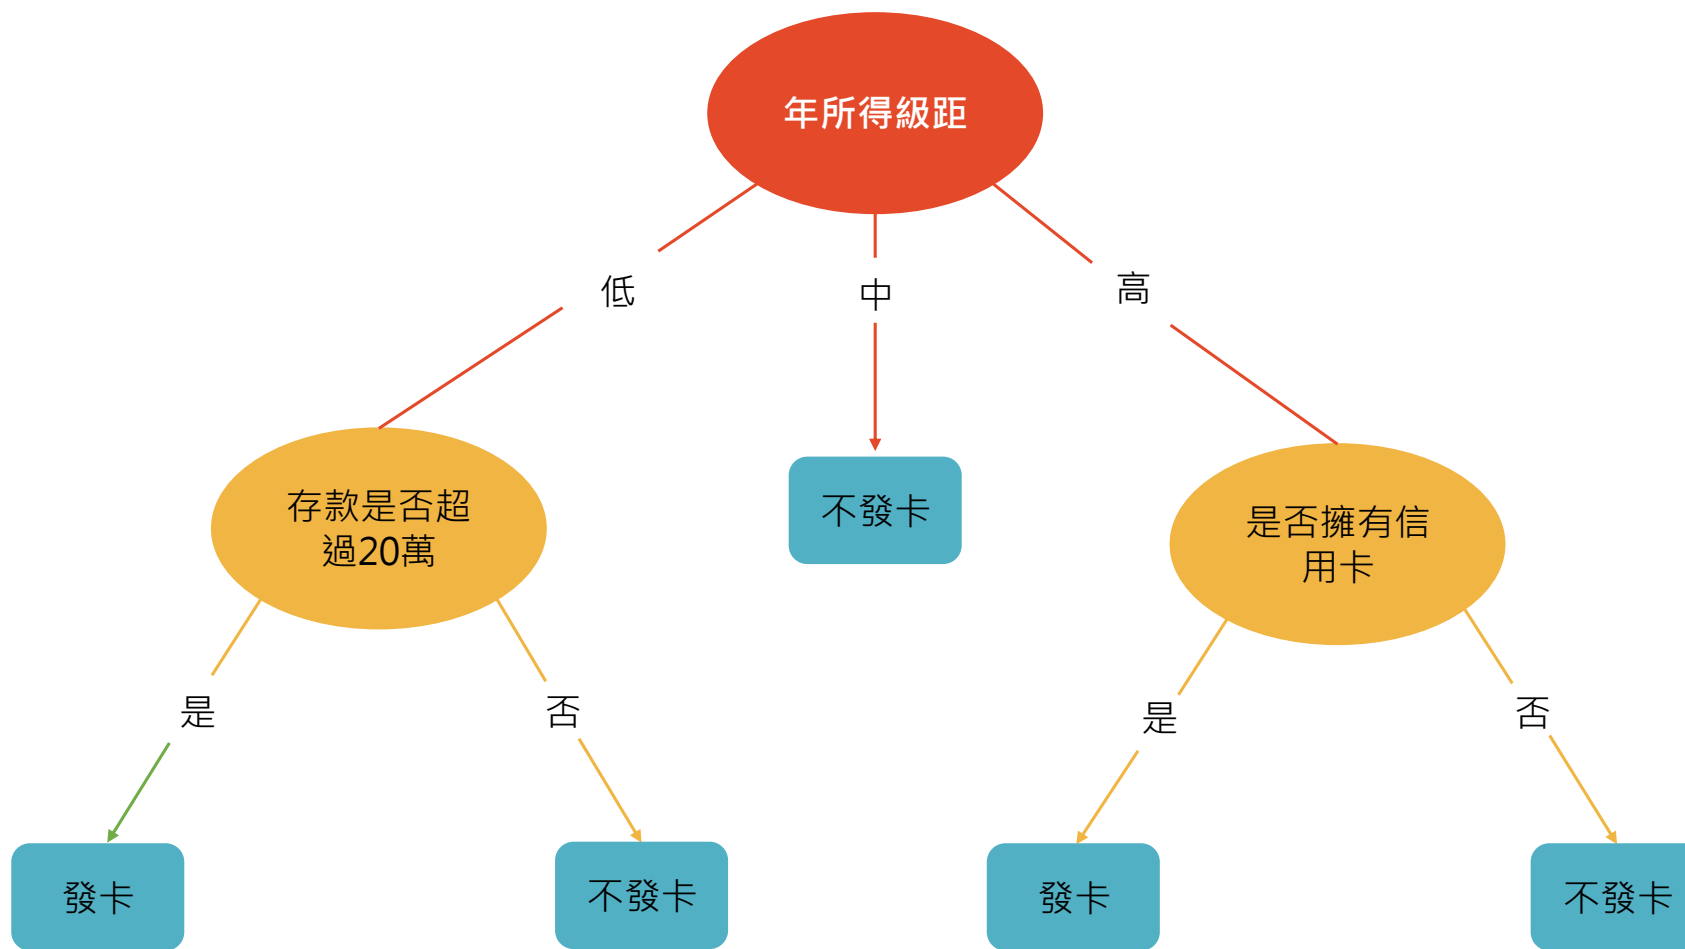 年所得級距
低
中
高
存款是否超
過20萬
不發卡
是否擁有信
用卡
是
否
是
否
發卡
不發卡
發卡
不發卡